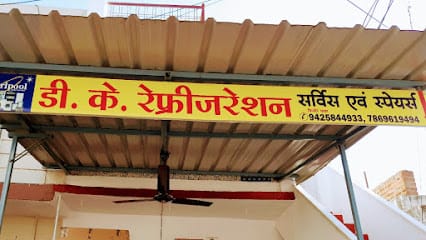 डी. के. रेफ्रीजरेशन सर्विस एवं स्पेयर्स
9425844933, 7869619494